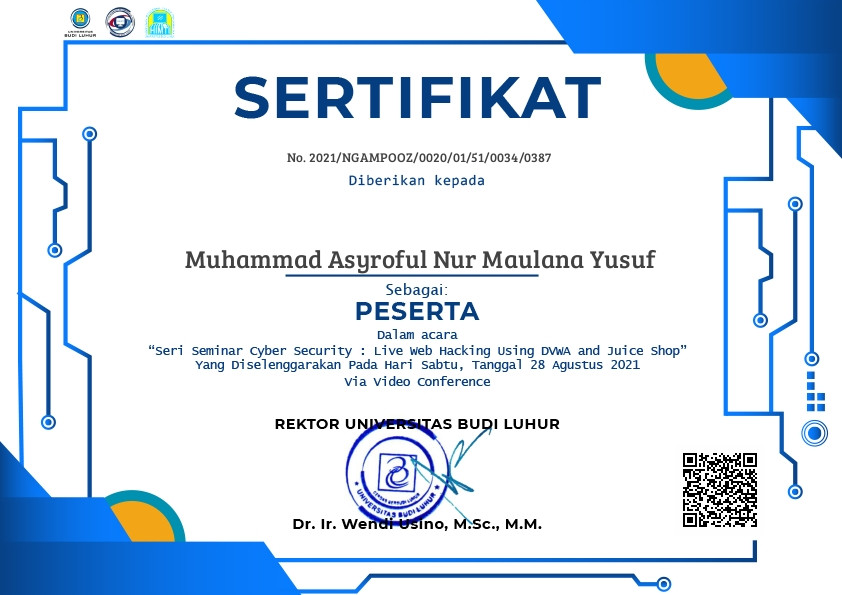 UNIVERSITAS
BUDI LUHUR
HIMTI
SERTIFIKAT
No. 2021/NGAMPOOZ/0020/01/51/0034/0387
Diberikan kepada
Muhammad Asyroful Nur Maulana Yusuf
Sebagai:
PESERTA
Dalam acara
“Seri Seminar Cyber Security : Live Web Hacking Using DVWA and Juice Shop”
Yang Diselenggarakan Pada Hari Sabtu, Tanggal 28 Agustus 2021
Via Video Conference
REKTOR UNIVERSITAS BUDI LUHUR
UNIVERSITAS BUDI LUHUR
Dr. Ir. Wendi Usino, M.Sc., M.M.